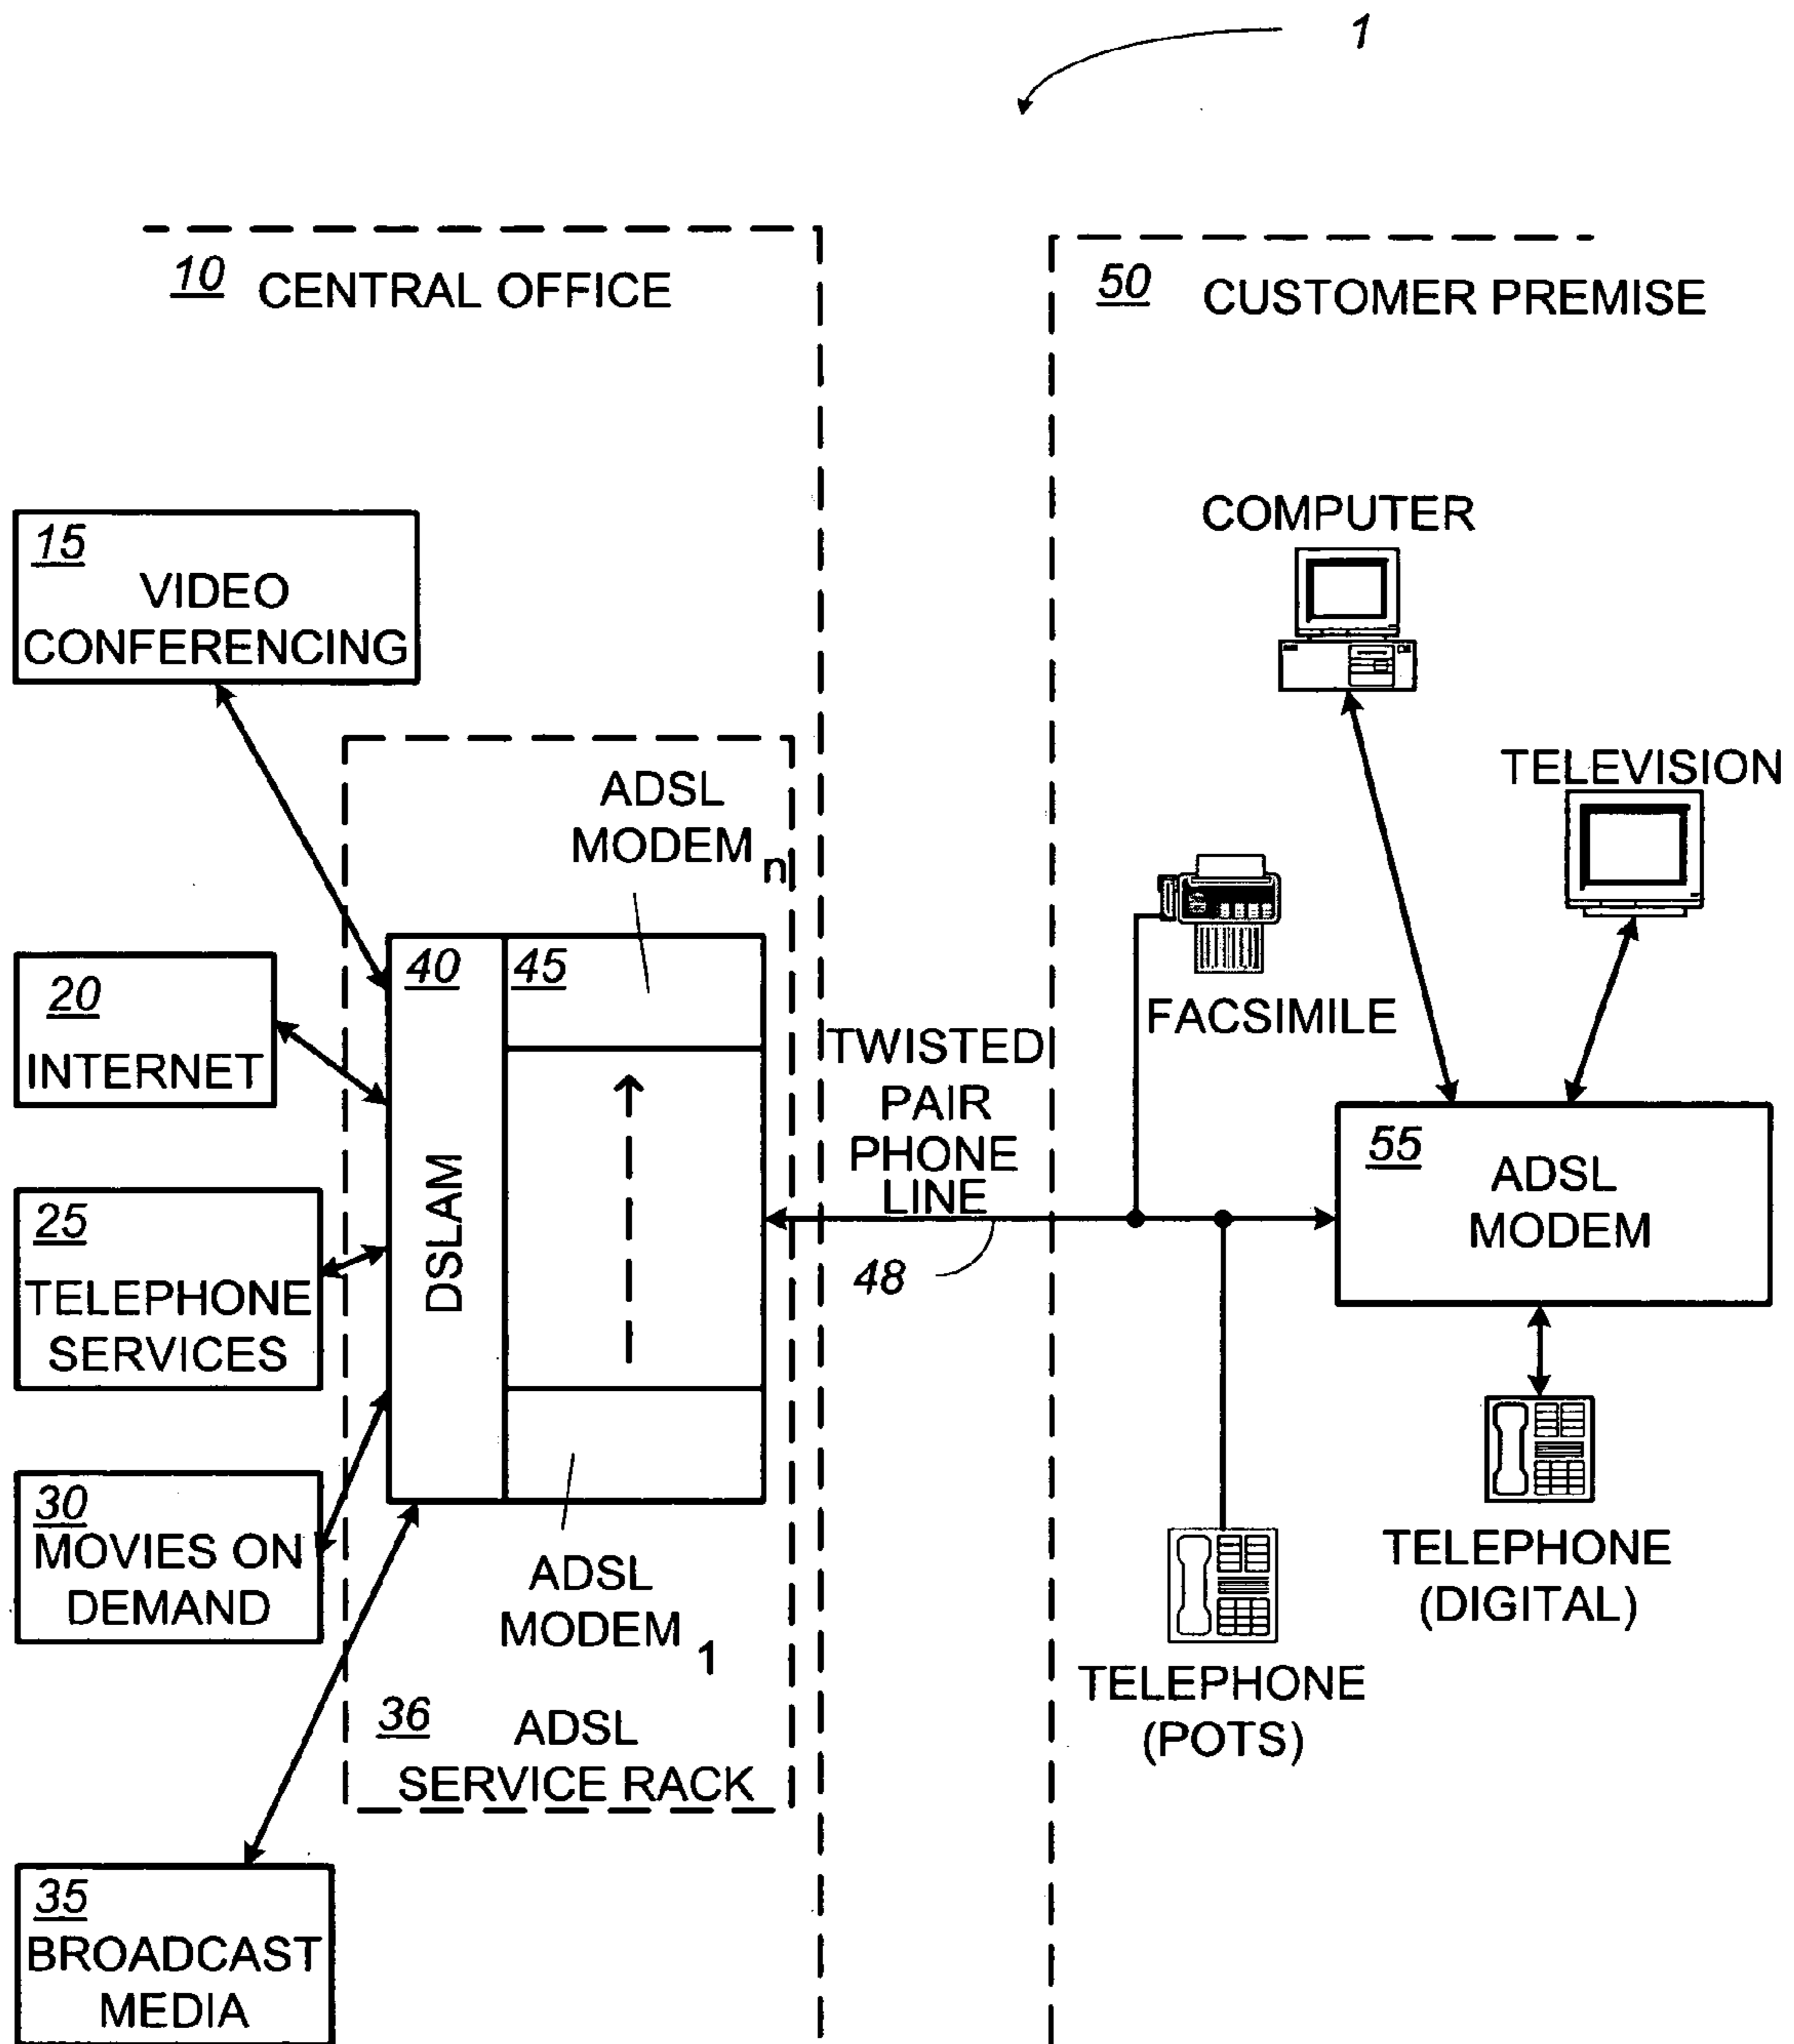 1
10 CENTRAL OFFICE
50 CUSTOMER PREMISE
15
VIDEO
CONFERENCING
20
INTERNET
25
TELEPHONE
SERVICES
30
MOVIES ON
DEMAND
35
BROADCAST
MEDIA
ADSL
MODEM n
40
45
DSLAM
ADSL
MODEM 1
36 ADSL
SERVICE RACK
TWISTED
PAIR
PHONE
LINE
48
COMPUTER
TELEVISION
FACSIMILE
55
ADSL
MODEM
TELEPHONE
(DIGITAL)
TELEPHONE
(POTS)